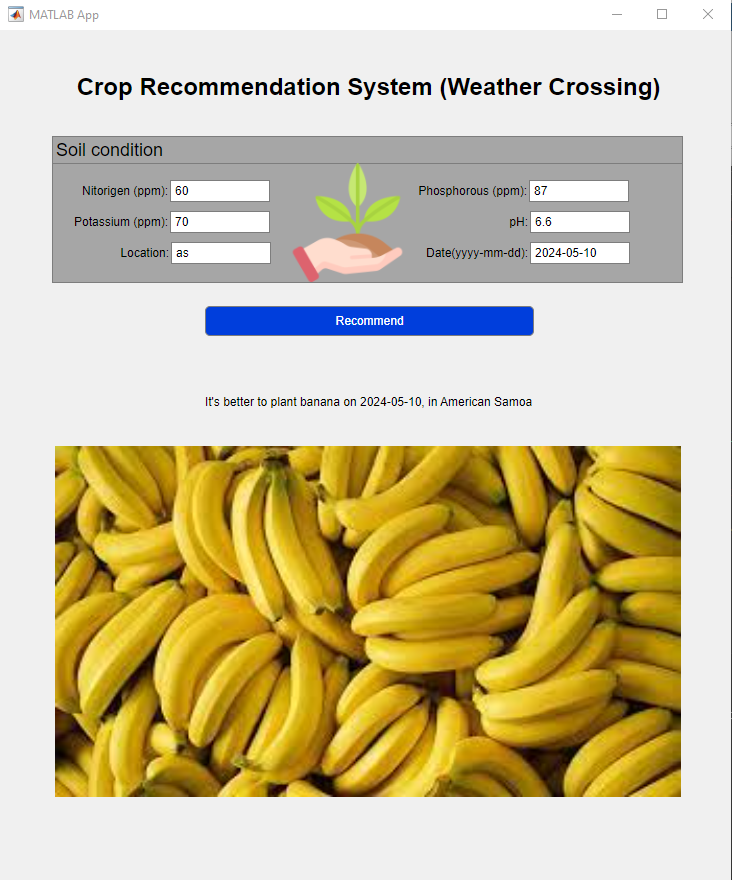 MATLAB App
Crop Recommendation System (Weather Crossing)
Soil condition
Nitorigen (ppm): 60 Phosphorous (ppm): 87
Potassium (ppm): 70 pH: 6.6
Location: as Date(yyyy-mm-dd): 2024-05-10
Recommend
It's better to plant banana on 2024-05-10, in American Samoa